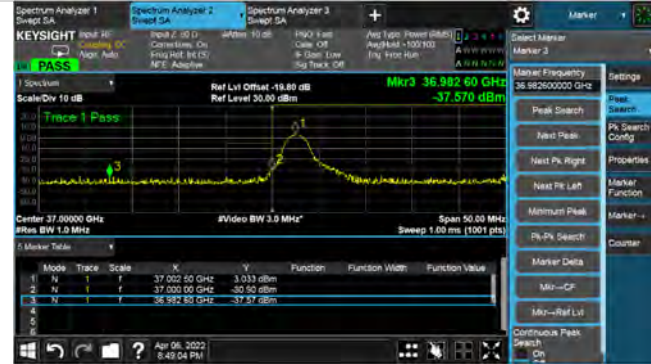 Spectrum Analyzer 1
Swept SA
Spectrum Analyzer 2
Swept SA
Spectrum Analyzer 3
Swept SA
+
Marker
KEYSIGHT
Input: RF
Coupling: DC
Align: Auto
Input Z: 50 Ω
Corrections: On
Freq Ref: Int (S)
NFE: Adaptive
#Atten: 10 dB
PNO: Fast
Gate: Off
IF Gain: Low
Sig Track: Off
Avg Type: Power (RMS)
Avg|Hold: >100/100
Trig: Free Run
PASS
Select Marker
Marker 3
1 Spectrum
Scale/Div 10 dB
Ref Lvl Offset -19.80 dB
Ref Level 30.00 dBm
Mkr3 36.982 60 GHz
-37.570 dBm
Trace 1 Pass
1
2
3
Center 37.00000 GHz
#Res BW 1.0 MHz
#Video BW 3.0 MHz*
Span 50.00 MHz
Sweep 1.00 ms (1001 pts)
5 Marker Table
Mode Trace Scale X Y Function Function Width Function Value
1 N 1 f 37.002 50 GHz 3.033 dBm
2 N 1 f 37.000 00 GHz -30.90 dBm
3 N 1 f 36.982 60 GHz -37.57 dBm
4
5
6
Marker Frequency
36.982600000 GHz
Peak Search
Next Peak
Next Pk Right
Next Pk Left
Minimum Peak
Pk-Pk Search
Marker Delta
Mkr→CF
Mkr→Ref Lvl
Continuous Peak
Search
On
Settings
Peak
Search
Pk Search
Config
Properties
Marker
Function
Marker→
Counter
?
Apr 06, 2022
8:49:04 PM